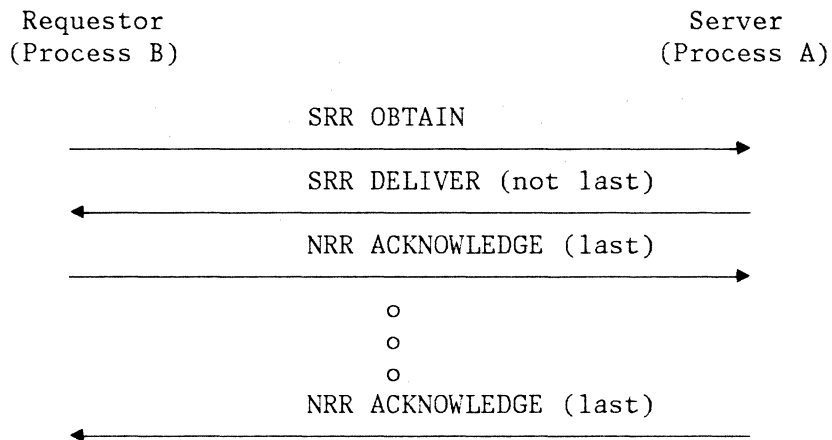 Requestor Server
(Process B) (Process A)
SRR OBTAIN
SRR DELIVER (not last)
NRR ACKNOWLEDGE (last)
o
o
o
NRR ACKNOWLEDGE (last)